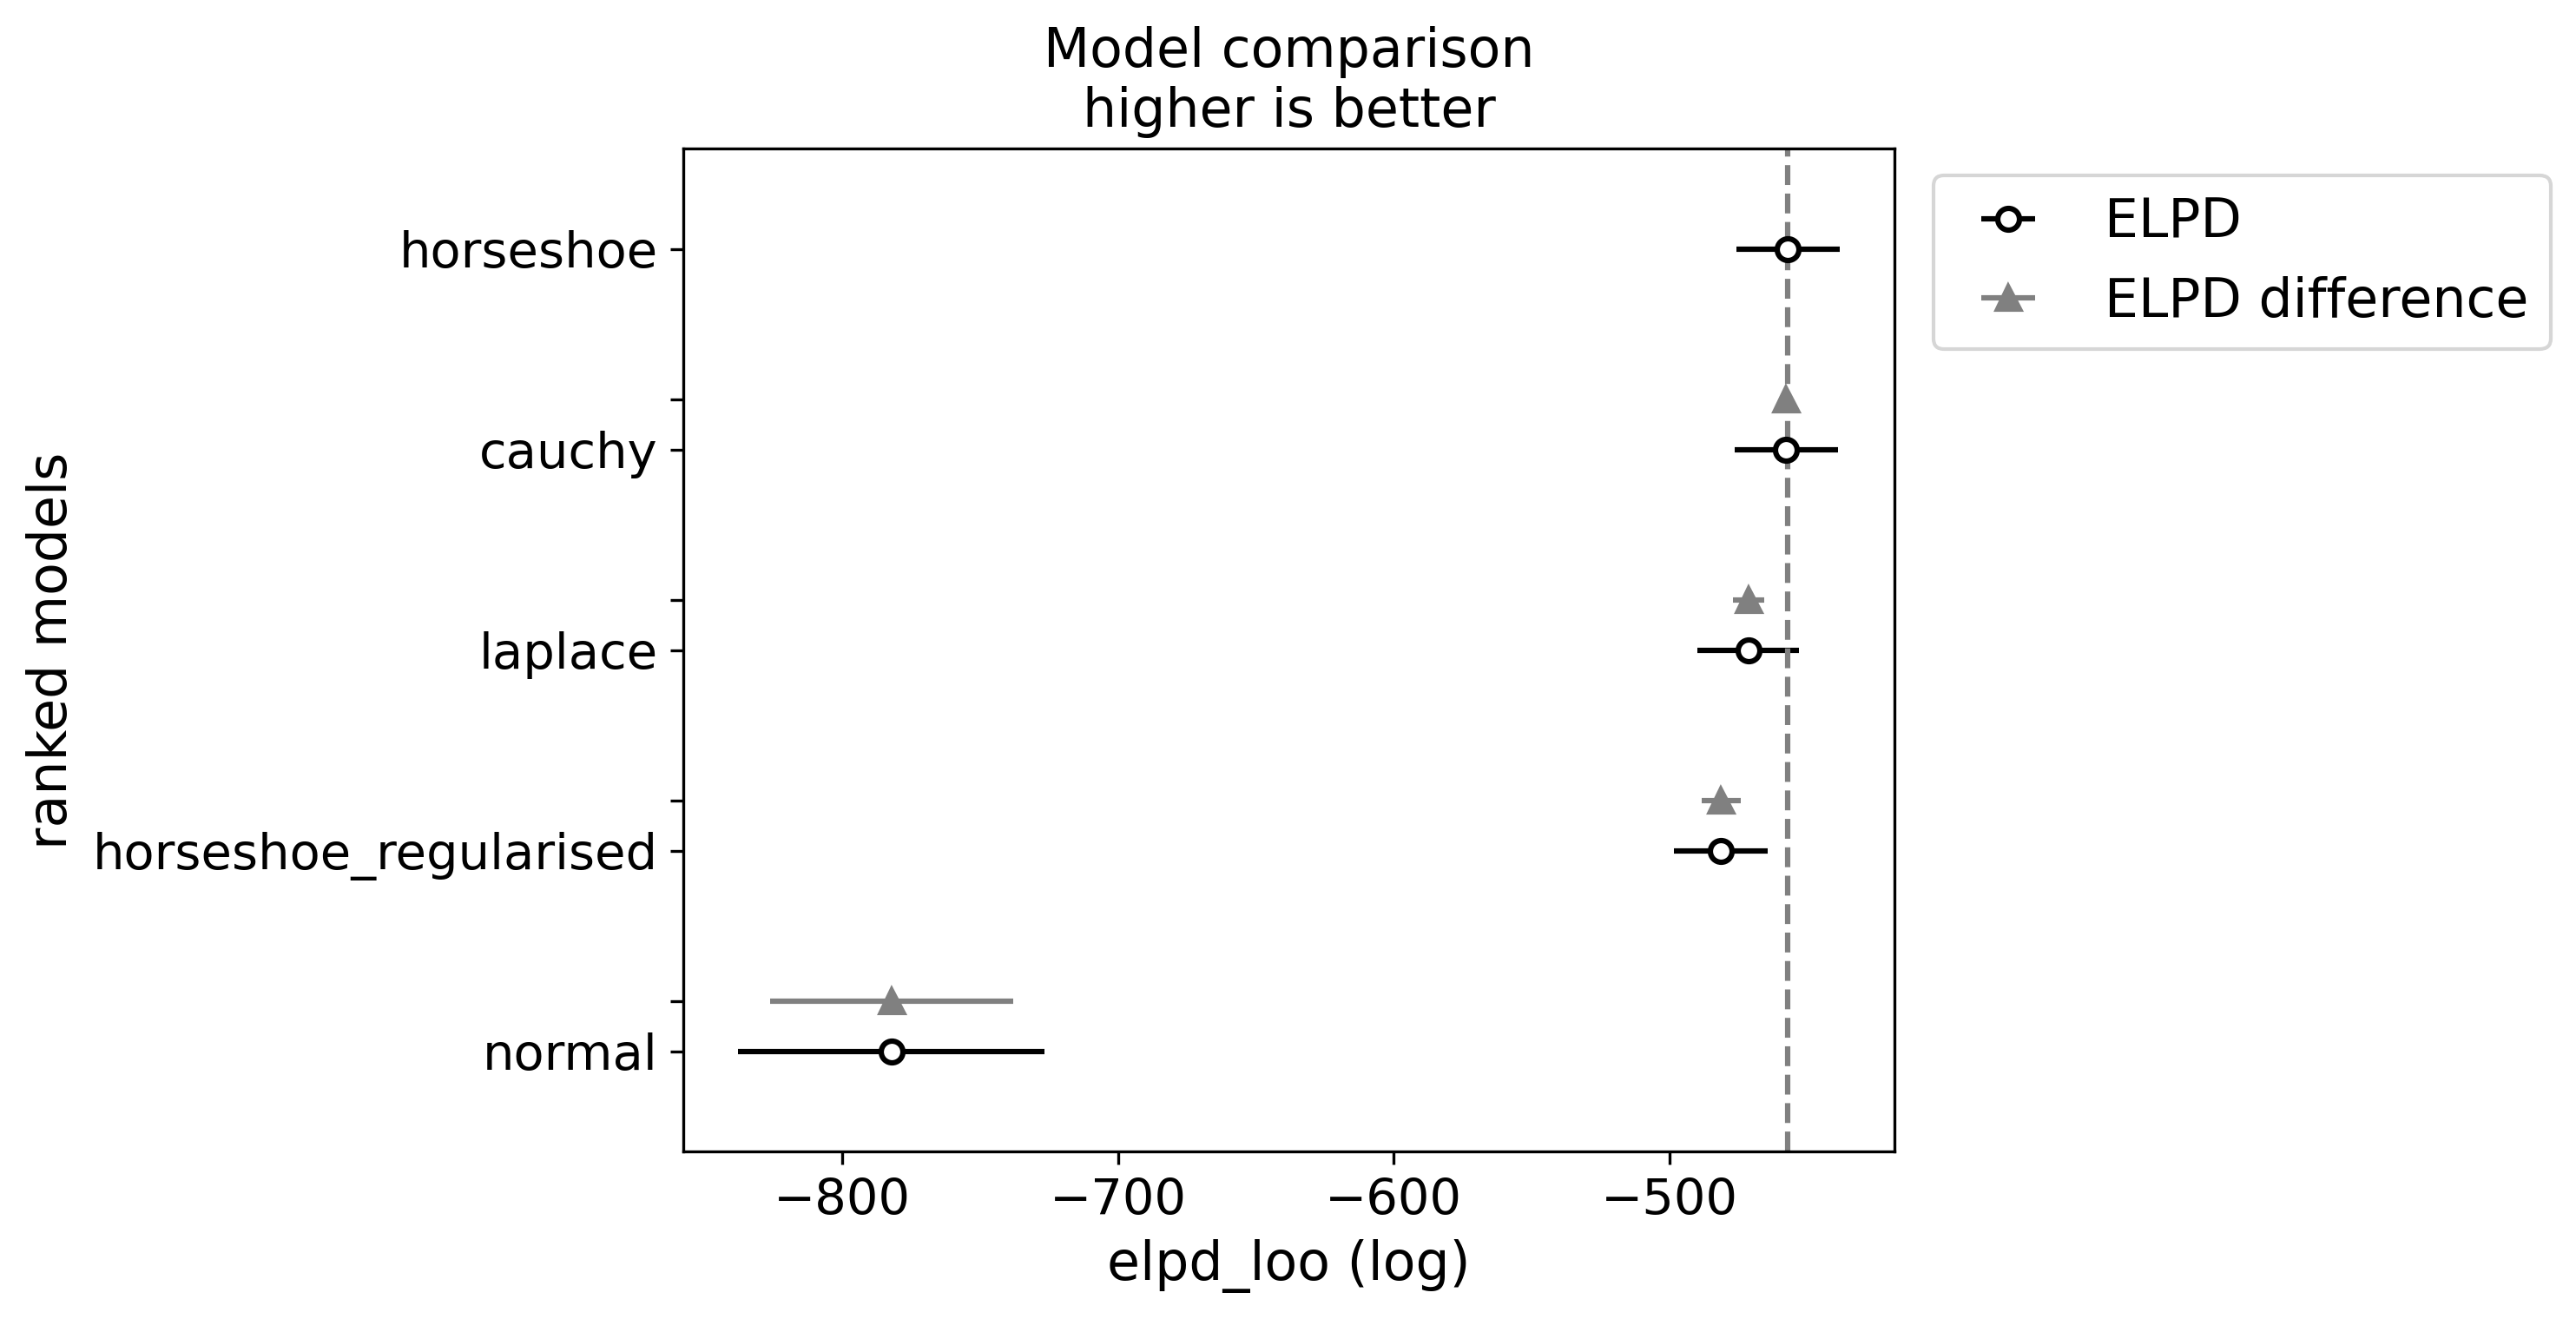 Model comparison
higher is better
ELPD
ELPD difference
ranked models
horseshoe
cauchy
laplace
horseshoe_regularised
normal
−800 −700 −600 −500
elpd_loo (log)